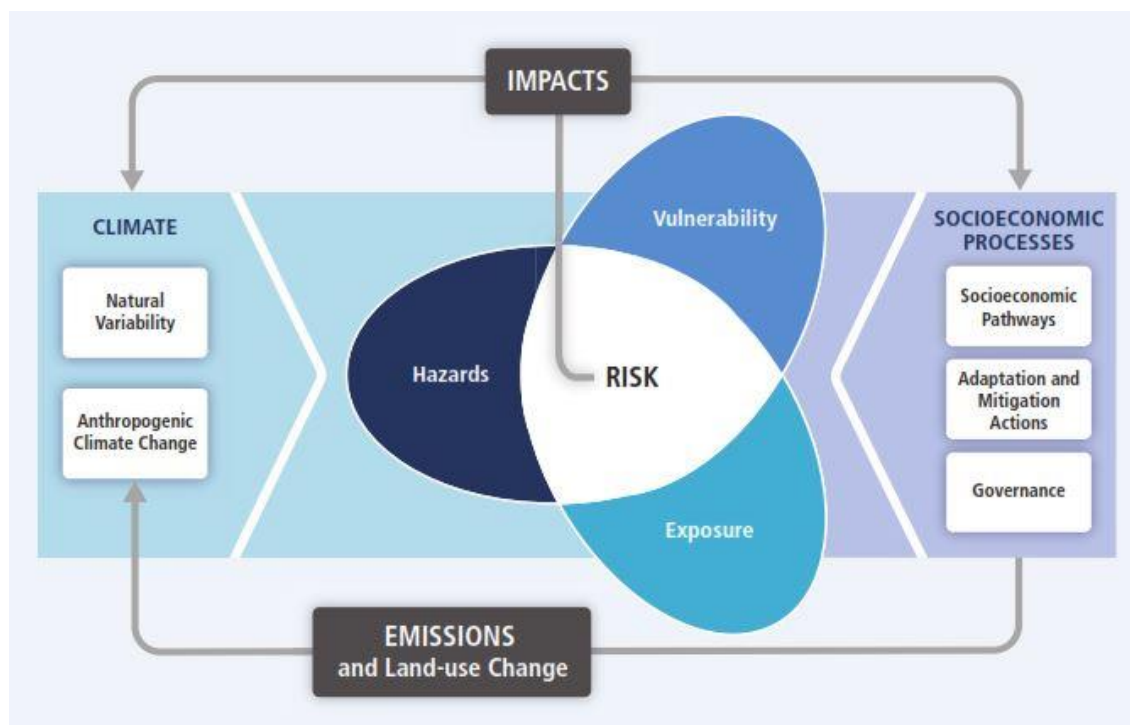 IMPACTS
CLIMATE
Natural
Variability
Anthropogenic
Climate Change
Vulnerability
Hazards
RISK
Exposure
SOCIOECONOMIC
PROCESSES
Socioeconomic
Pathways
Adaptation and
Mitigation
Actions
Governance
EMISSIONS
and Land-use Change